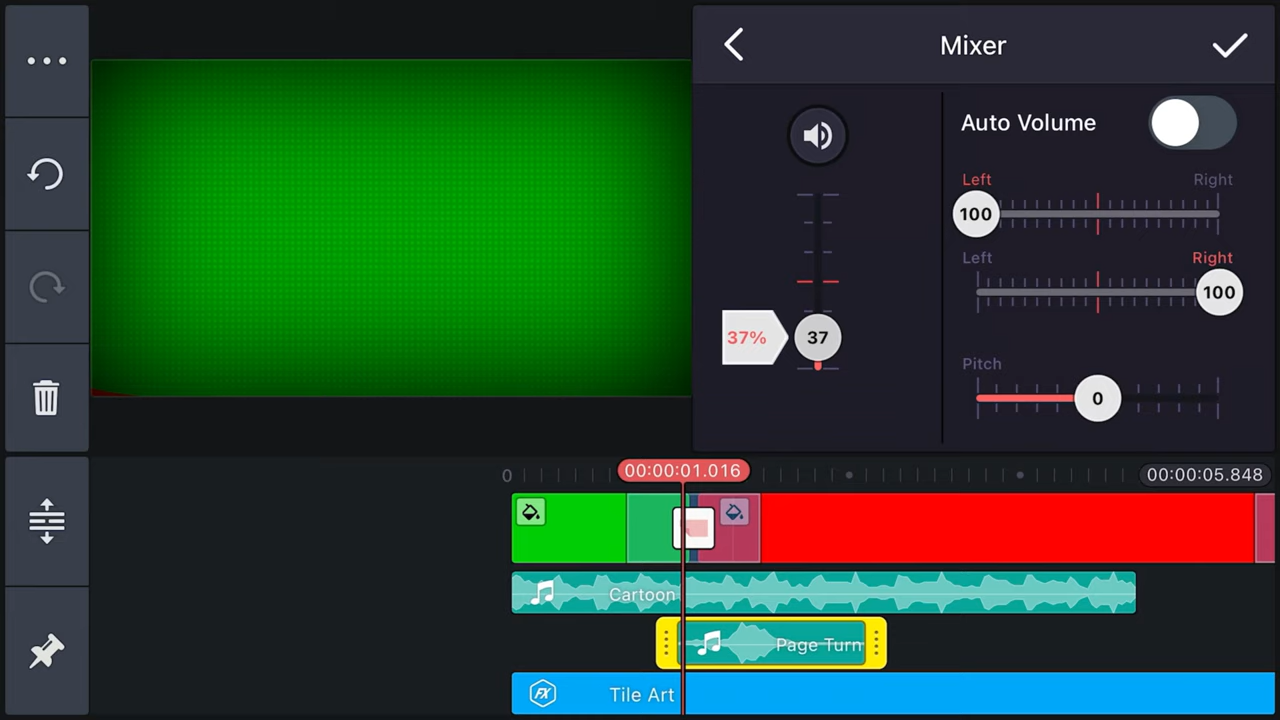 Mixer
Auto Volume
Left Right
100
Left Right
100
37% 37
Pitch
0
0 00:00:01.016 00:00:05.848
Cartoon
Page Turn
FX Tile Art